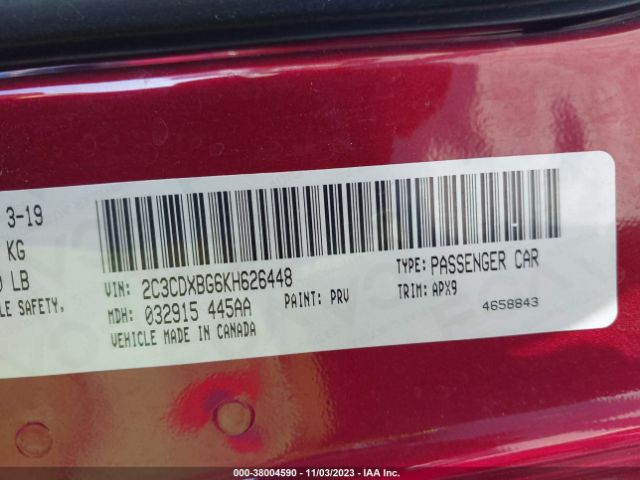 3-19
KG
LB
LE SAFETY,
VIN: 2C3CDXBG6KH626448
TYPE: PASSENGER CAR
MDH: 032915 445AA
PAINT: PRV
TRIM: APX9
VEHICLE MADE IN CANADA
4658843
000-38004590 - 11/03/2023 - IAA Inc.